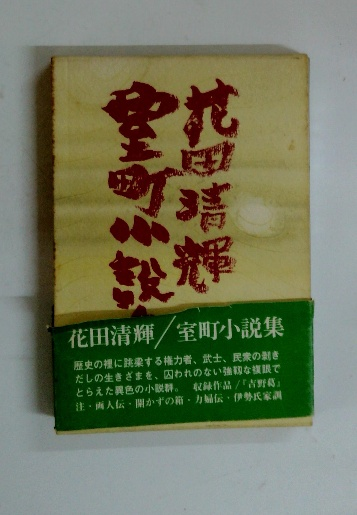 花田清輝
室町小説
花田清輝/室町小説集
歴史の裡に跳梁する権力者、武士、民衆の剝き
だしの生きざまを、囚われのない強靱な複眼で
とらえた異色の小説群。 収録作品/「吉野葛」
注・画人伝・開かずの箱・力婦伝・伊勢氏家訓